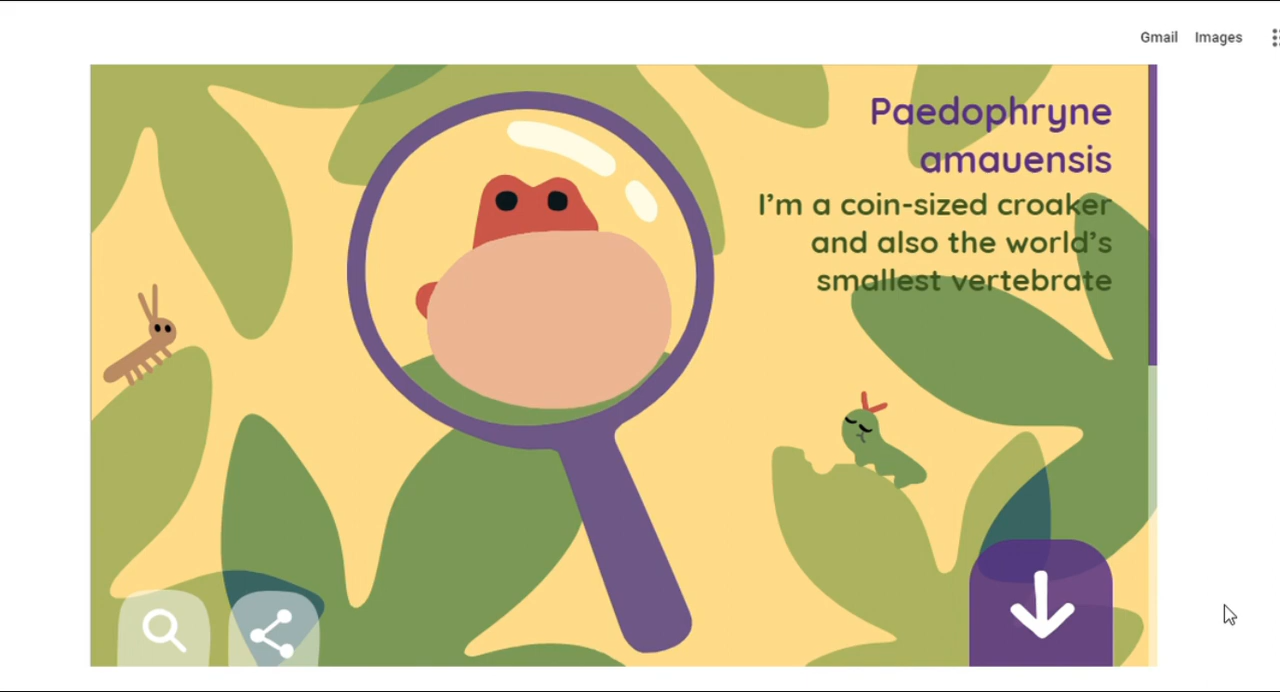 Gmail Images
Paedophryne
amauensis
I'm a coin-sized croaker
and also the world's
smallest vertebrate